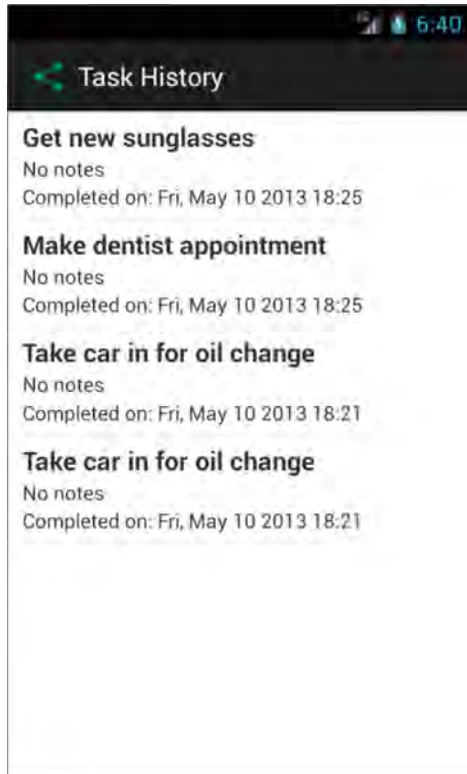 6:40
Task History
Get new sunglasses
No notes
Completed on: Fri, May 10 2013 18:25
Make dentist appointment
No notes
Completed on: Fri, May 10 2013 18:25
Take car in for oil change
No notes
Completed on: Fri, May 10 2013 18:21
Take car in for oil change
No notes
Completed on: Fri, May 10 2013 18:21